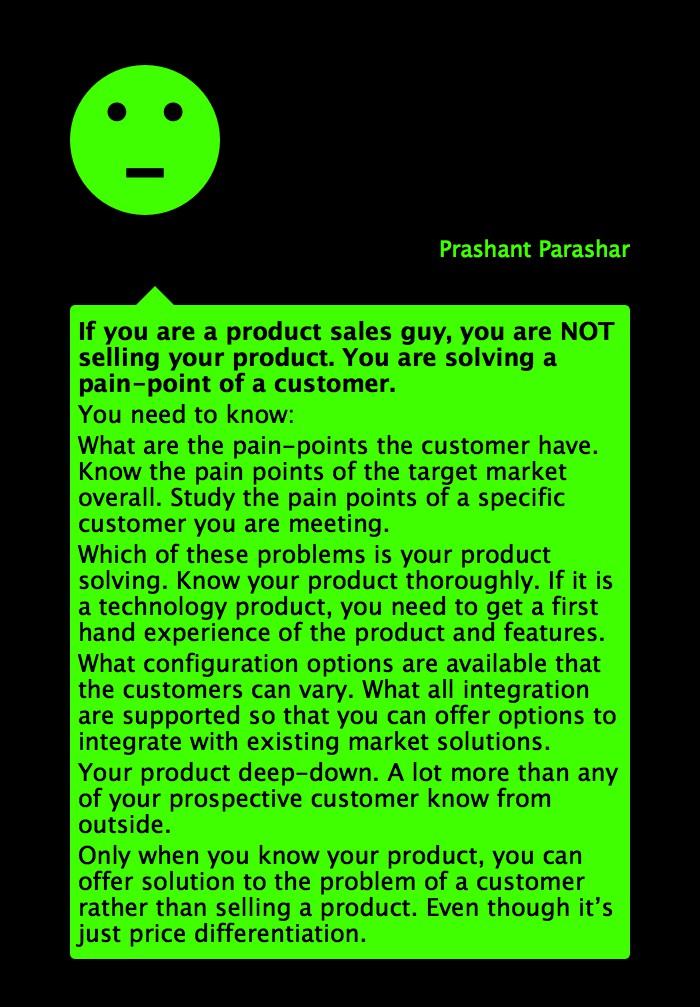 Prashant Parashar
If you are a product sales guy, you are NOT
selling your product. You are solving a
pain-point of a customer.
You need to know:
What are the pain-points the customer have.
Know the pain points of the target market
overall. Study the pain points of a specific
customer you are meeting.
Which of these problems is your product
solving. Know your product thoroughly. If it is
a technology product, you need to get a first
hand experience of the product and features.
What configuration options are available that
the customers can vary. What all integration
are supported so that you can offer options to
integrate with existing market solutions.
Your product deep-down. A lot more than any
of your prospective customer know from
outside.
Only when you know your product, you can
offer solution to the problem of a customer
rather than selling a product. Even though it’s
just price differentiation.